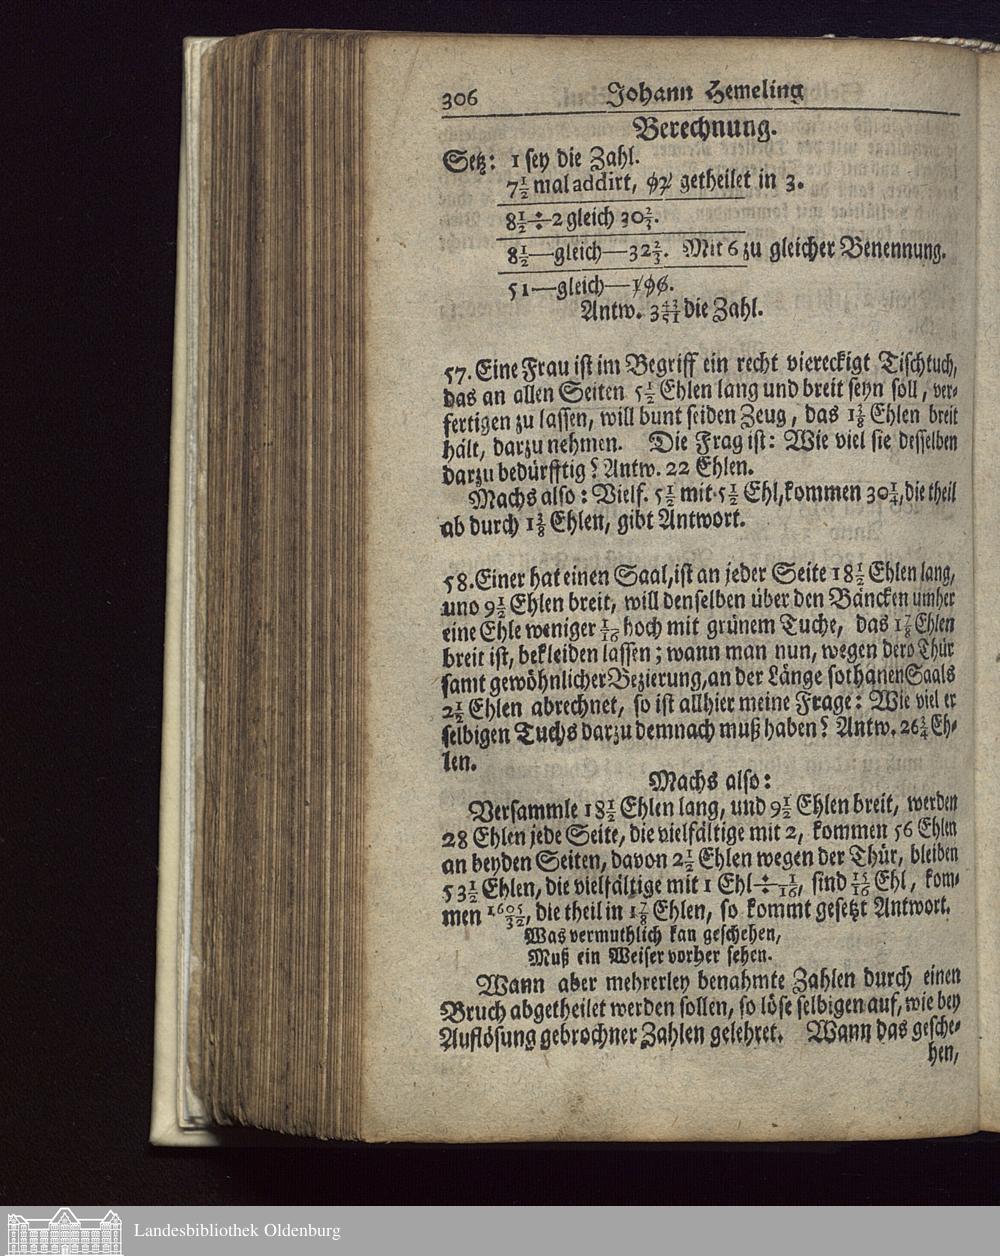 306 Johann Hemeling
Berechnung.
Setz: 1 sey die Zahl.
7½ mal addirt, 92 getheilet in 3.
8½ ÷ 2 gleich 30⅔.
8½—gleich—32⅔. Mit 6 zu gleicher Benennung.
51—gleich—196.
Antw. 3 43/51 die Zahl.
57. Eine Frau ist im Begriff ein recht viereckigt Tischtuch,
das an allen Seiten 5½ Ehlen lang und breit seyn soll, ver-
fertigen zu lassen, will bunt seiden Zeug, das 1⅜ Ehlen breit
hält, darzu nehmen. Die Frag ist: Wie viel sie desselben
darzu bedürfftig? Antw. 22 Ehlen.
Machs also: Vielf. 5½ mit 5½ Ehl, kommen 30¼, die theil
ab durch 1⅜ Ehlen, gibt Antwort.
58. Einer hat einen Saal, ist an jeder Seite 18½ Ehlen lang,
uno 9½ Ehlen breit, will denselben über den Bäncken umher
eine Ehle weniger 1/16 hoch mit grünem Tuche, das 1⅞ Ehlen
breit ist, bekleiden lassen; wann man nun, wegen dero Thür
samt gewöhnlicher Bezierung, an der Länge sothanen Saals
2½ Ehlen abrechnet, so ist allhier meine Frage: Wie viel er
selbigen Tuchs darzu demnach muß haben? Antw. 26¾ Eh-
len.
Machs also:
Versammle 18½ Ehlen lang, und 9½ Ehlen breit, werden
28 Ehlen jede Seite, die vielfältige mit 2, kommen 56 Ehlen
an beyden Seiten, davon 2½ Ehlen wegen der Thür, bleiben
53½ Ehlen, die vielfältige mit 1 Ehl ÷ 1/16, sind 15/16 Ehl, kom-
men 1605/32, die theil in 1⅞ Ehlen, so kommt gesetzt Antwort.
Was vermuthlich kan geschehen,
Muß ein Weiser vorher sehen.
Wann aber mehrerley benahmte Zahlen durch einen
Bruch abgetheilet werden sollen, so löse selbigen auf, wie bey
Auflösung gebrochner Zahlen gelehret. Wann das gesche-
hen,
Landesbibliothek Oldenburg